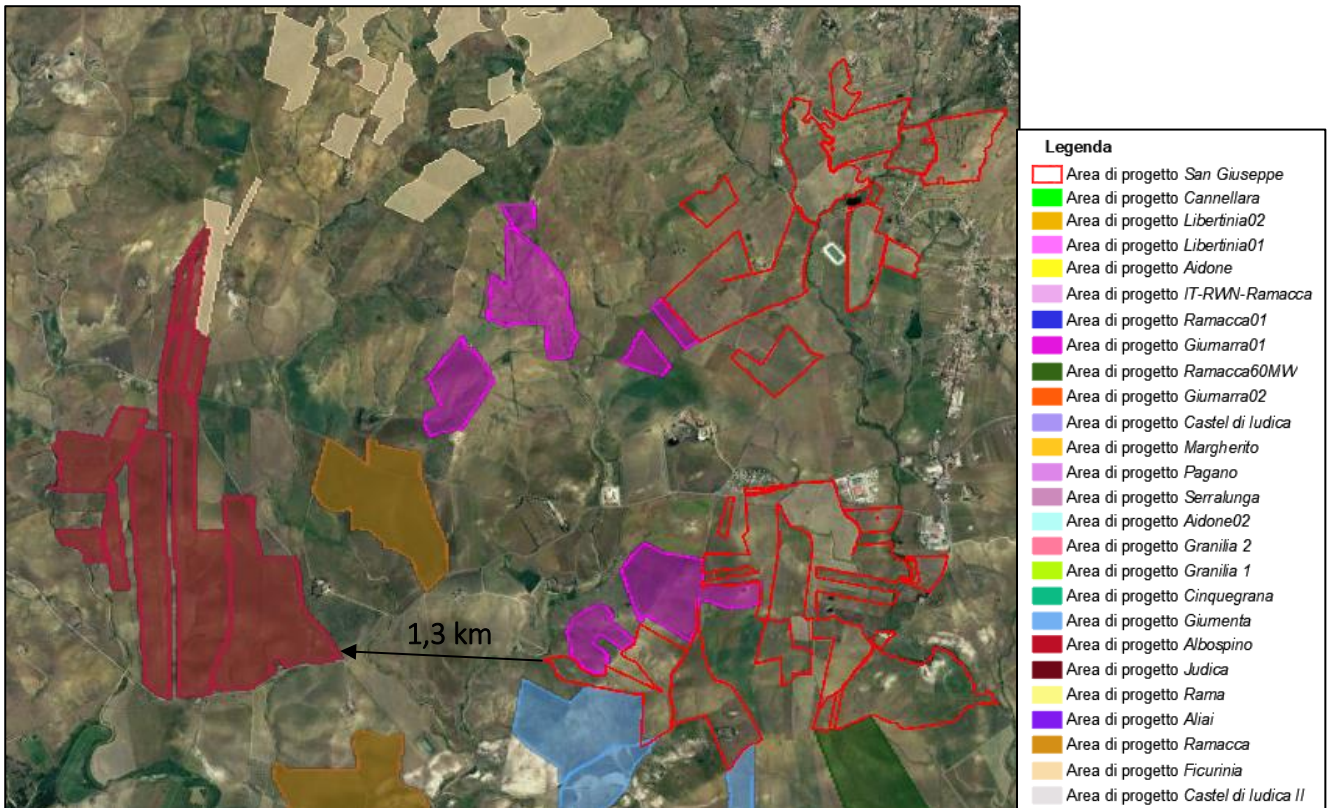 1,3 km
Legenda
Area di progetto San Giuseppe
Area di progetto Cannellara
Area di progetto Libertinia02
Area di progetto Libertinia01
Area di progetto Aidone
Area di progetto IT-RWN-Ramacca
Area di progetto Ramacca01
Area di progetto Giumarra01
Area di progetto Ramacca60MW
Area di progetto Giumarra02
Area di progetto Castel di Iudica
Area di progetto Margherito
Area di progetto Pagano
Area di progetto Serralunga
Area di progetto Aidone02
Area di progetto Granilia 2
Area di progetto Granilia 1
Area di progetto Cinquegrana
Area di progetto Giumenta
Area di progetto Albospino
Area di progetto Judica
Area di progetto Rama
Area di progetto Aliai
Area di progetto Ramacca
Area di progetto Ficurinia
Area di progetto Castel di Iudica II